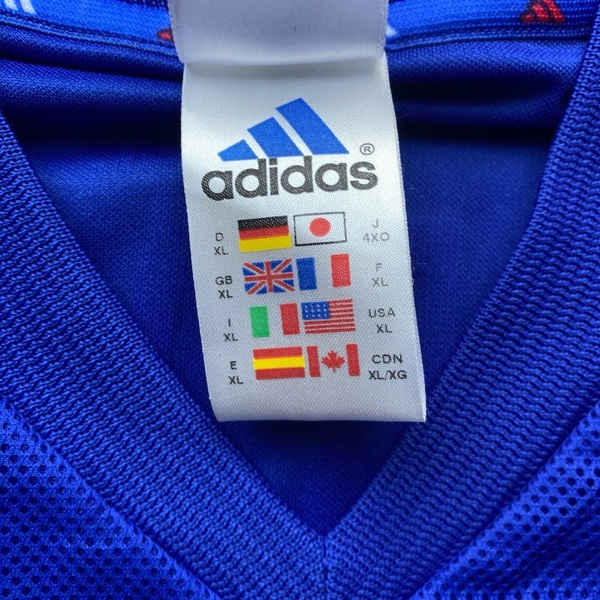 adidas®
D J
XL 4XO
GB F
XL XL
I USA
XL XL
E CDN
XL XL/XG